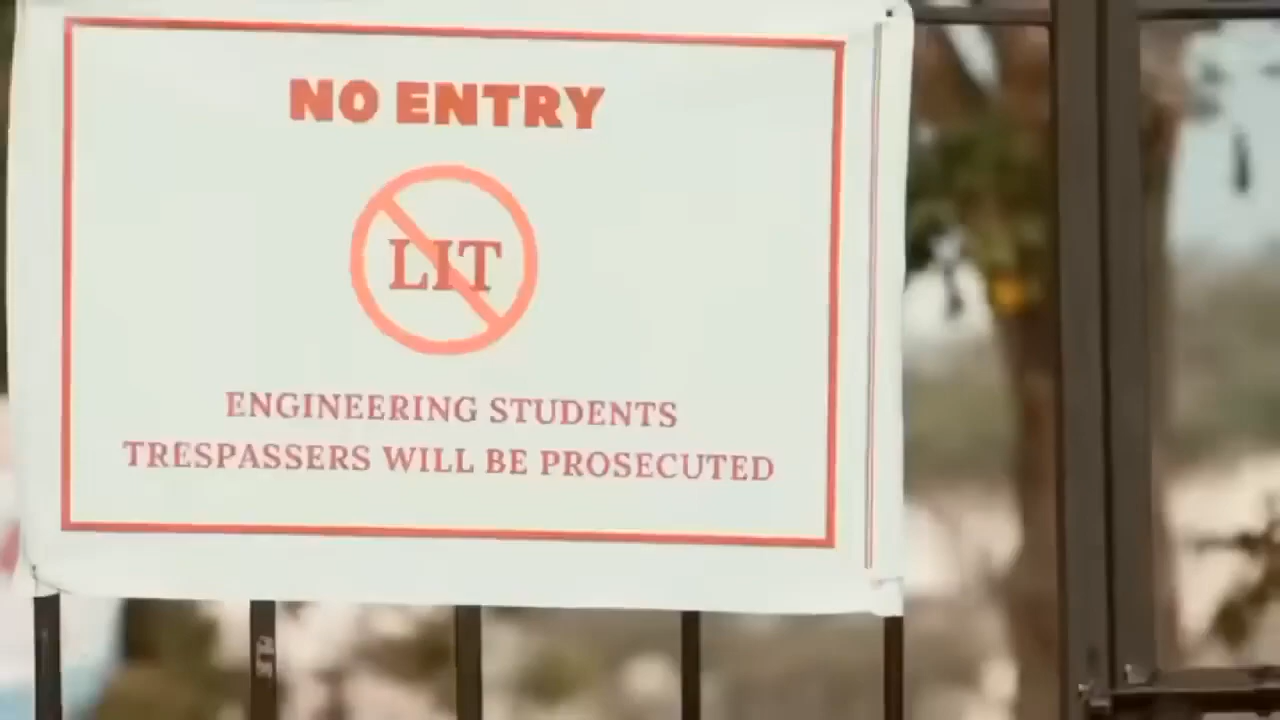 NO ENTRY
LIT
ENGINEERING STUDENTS
TRESPASSERS WILL BE PROSECUTED